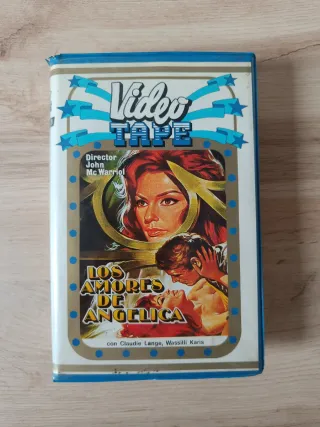 Video
TAPE
Director
John
Mc Warriol
LOS
AMORES
DE
ANGELICA
con Claudie Lange, Wassilli Karis